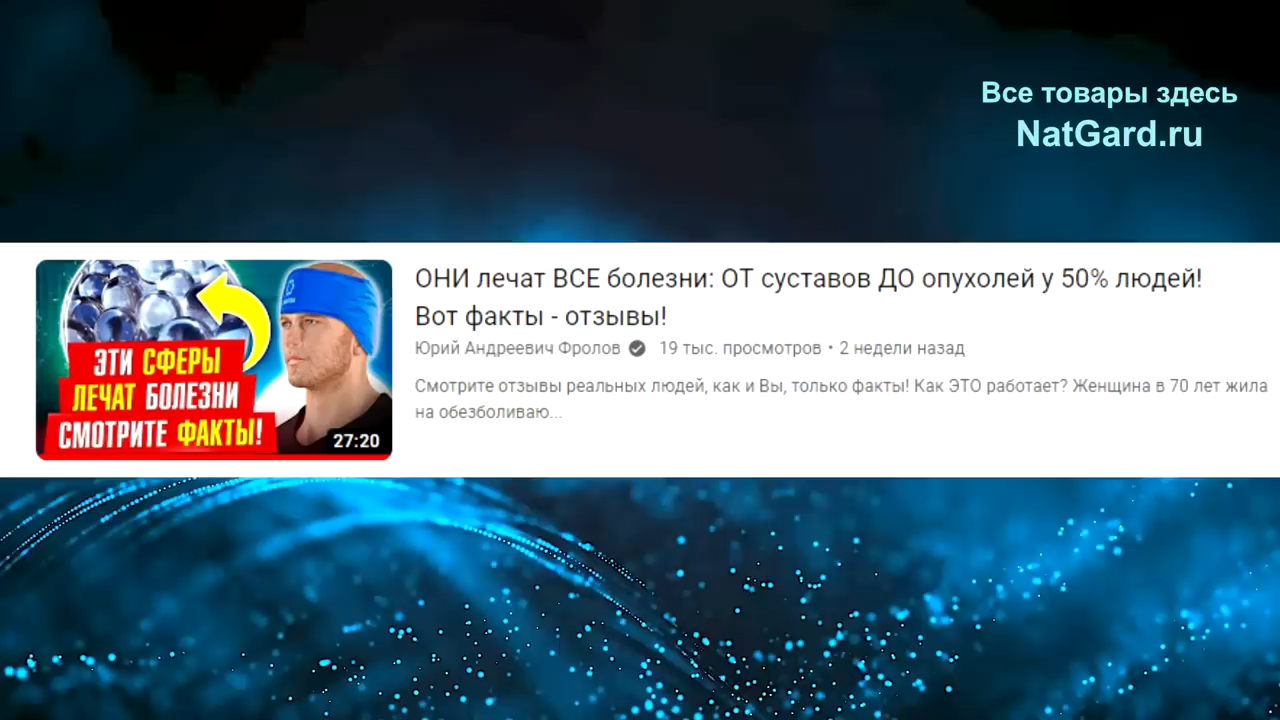 Все товары здесь
NatGard.ru
ЭТИ СФЕРЫ
ЛЕЧАТ БОЛЕЗНИ
СМОТРИТЕ ФАКТЫ!
27:20
ОНИ лечат ВСЕ болезни: ОТ суставов ДО опухолей у 50% людей!
Вот факты - отзывы!
Юрий Андреевич Фролов 19 тыс. просмотров • 2 недели назад
Смотрите отзывы реальных людей, как и Вы, только факты! Как ЭТО работает? Женщина в 70 лет жила
на обезболиваю...